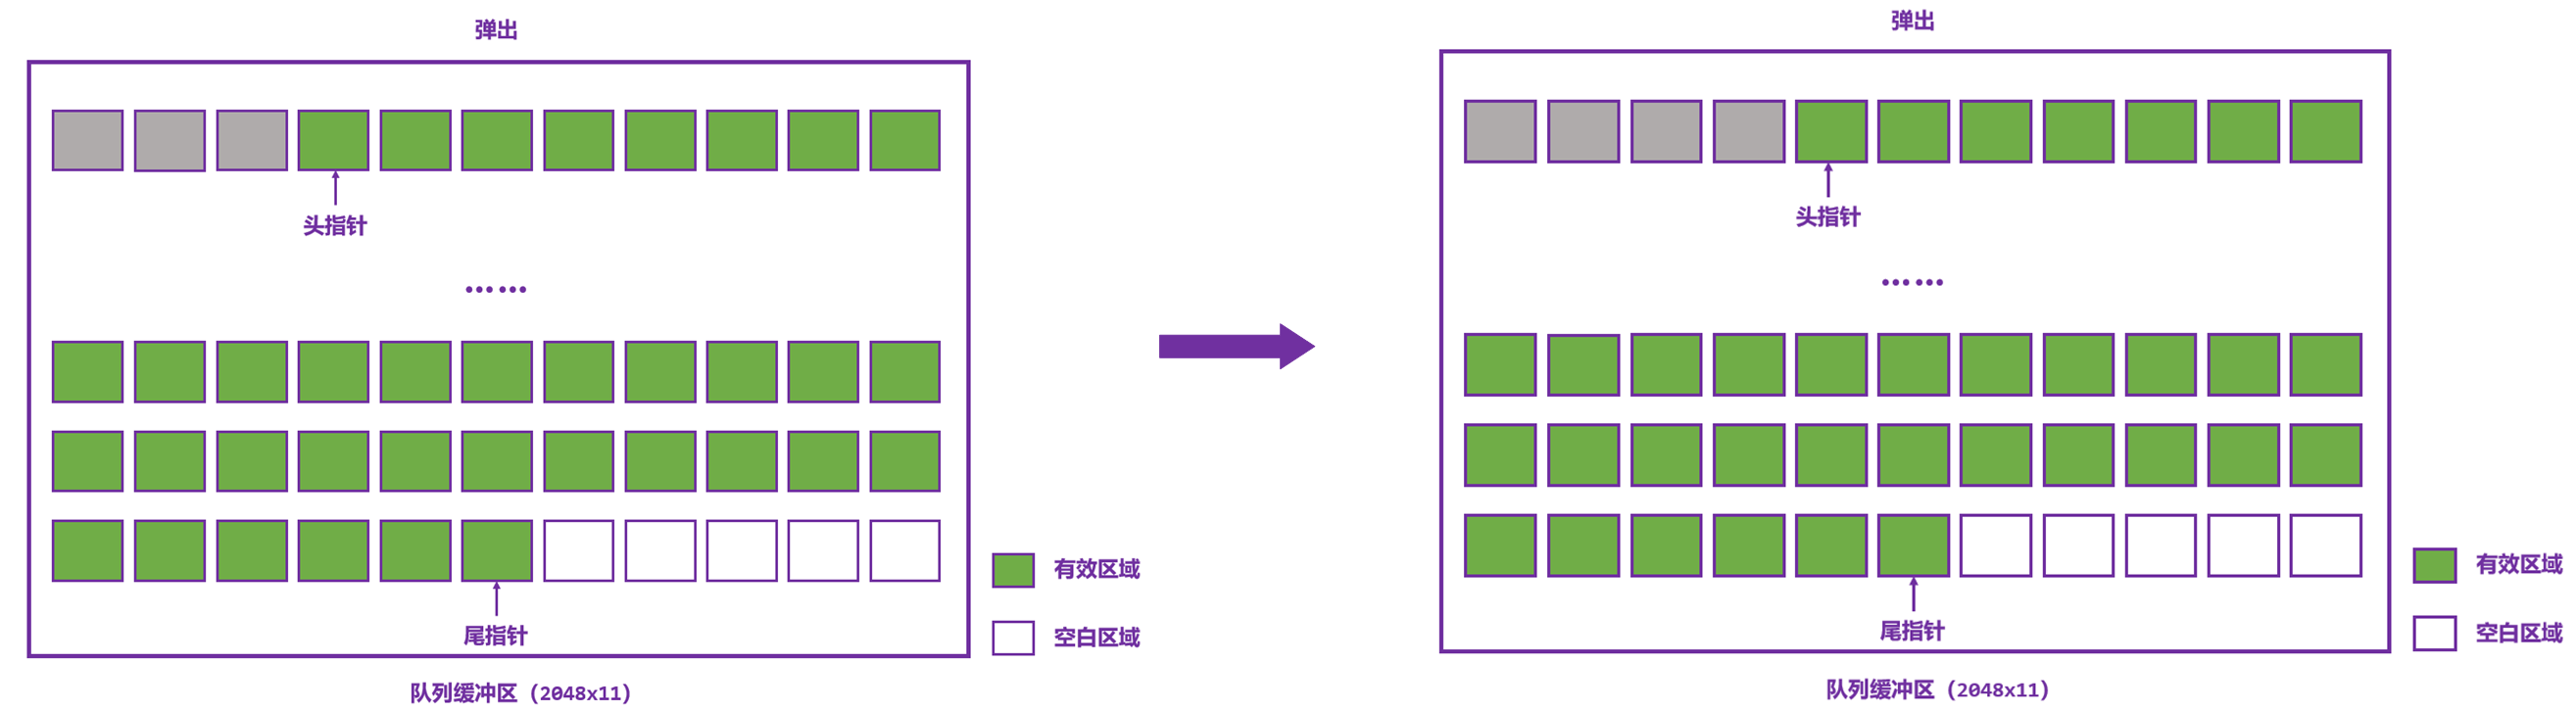 弹出
头指针
……
尾指针
有效区域
空白区域
队列缓冲区（2048x11）
弹出
头指针
……
尾指针
有效区域
空白区域
队列缓冲区（2048x11）